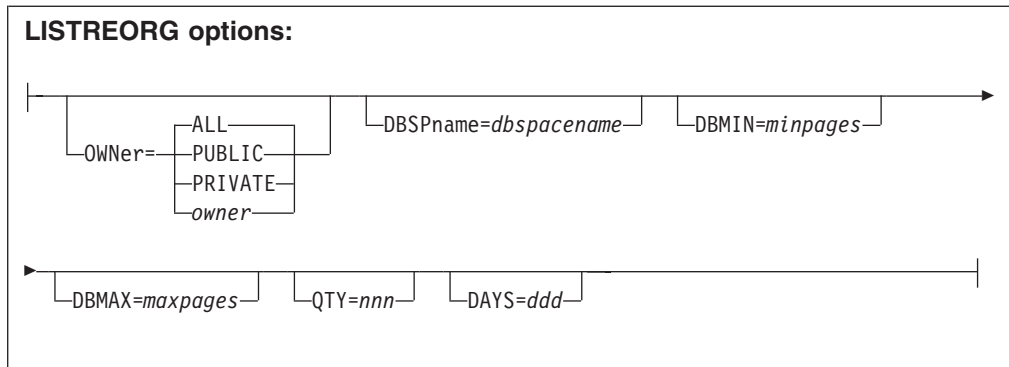 LISTREORG options:
OWNer= ALL DBSPname=dbspacename DBMIN=minpages
PUBLIC
PRIVATE
owner
DBMAX=maxpages QTY=nnn DAYS=ddd